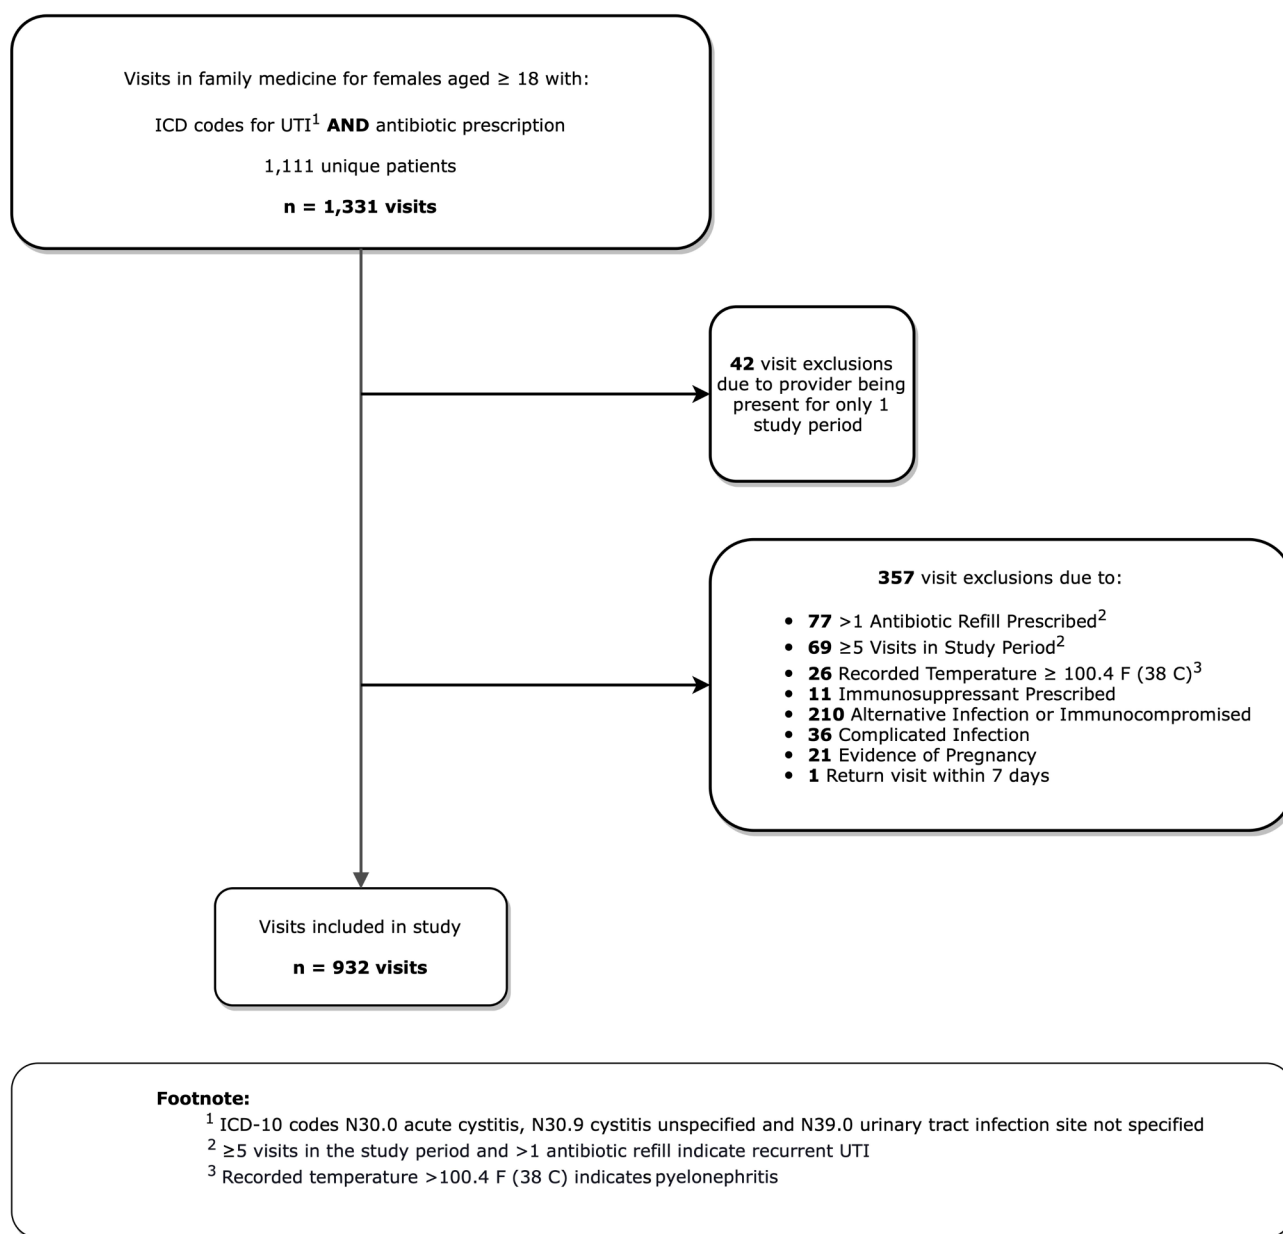 Visits in family medicine for females aged ≥ 18 with:
ICD codes for UTI¹ AND antibiotic prescription
1,111 unique patients
n = 1,331 visits
42 visit exclusions
due to provider being
present for only 1
study period
357 visit exclusions due to:
• 77 >1 Antibiotic Refill Prescribed²
• 69 ≥5 Visits in Study Period²
• 26 Recorded Temperature ≥ 100.4 F (38 C)³
• 11 Immunosuppressant Prescribed
• 210 Alternative Infection or Immunocompromised
• 36 Complicated Infection
• 21 Evidence of Pregnancy
• 1 Return visit within 7 days
Visits included in study
n = 932 visits
Footnote:
¹ ICD-10 codes N30.0 acute cystitis, N30.9 cystitis unspecified and N39.0 urinary tract infection site not specified
² ≥5 visits in the study period and >1 antibiotic refill indicate recurrent UTI
³ Recorded temperature >100.4 F (38 C) indicates pyelonephritis